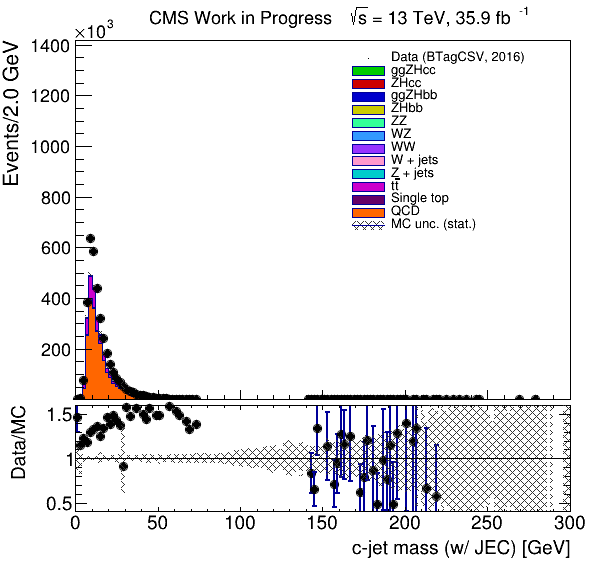 CMS Work in Progress √s = 13 TeV, 35.9 fb⁻¹
×10³
Events/2.0 GeV
1400
1200
1000
800
600
400
200
Data (BTagCSV, 2016)
ggZHcc
ZHcc
ggZHbb
ZHbb
ZZ
WZ
WW
W + jets
Z + jets
tt̅
Single top
QCD
MC unc. (stat.)
Data/MC
1.5
1
0.5
0 50 100 150 200 250 300
c-jet mass (w/ JEC) [GeV]